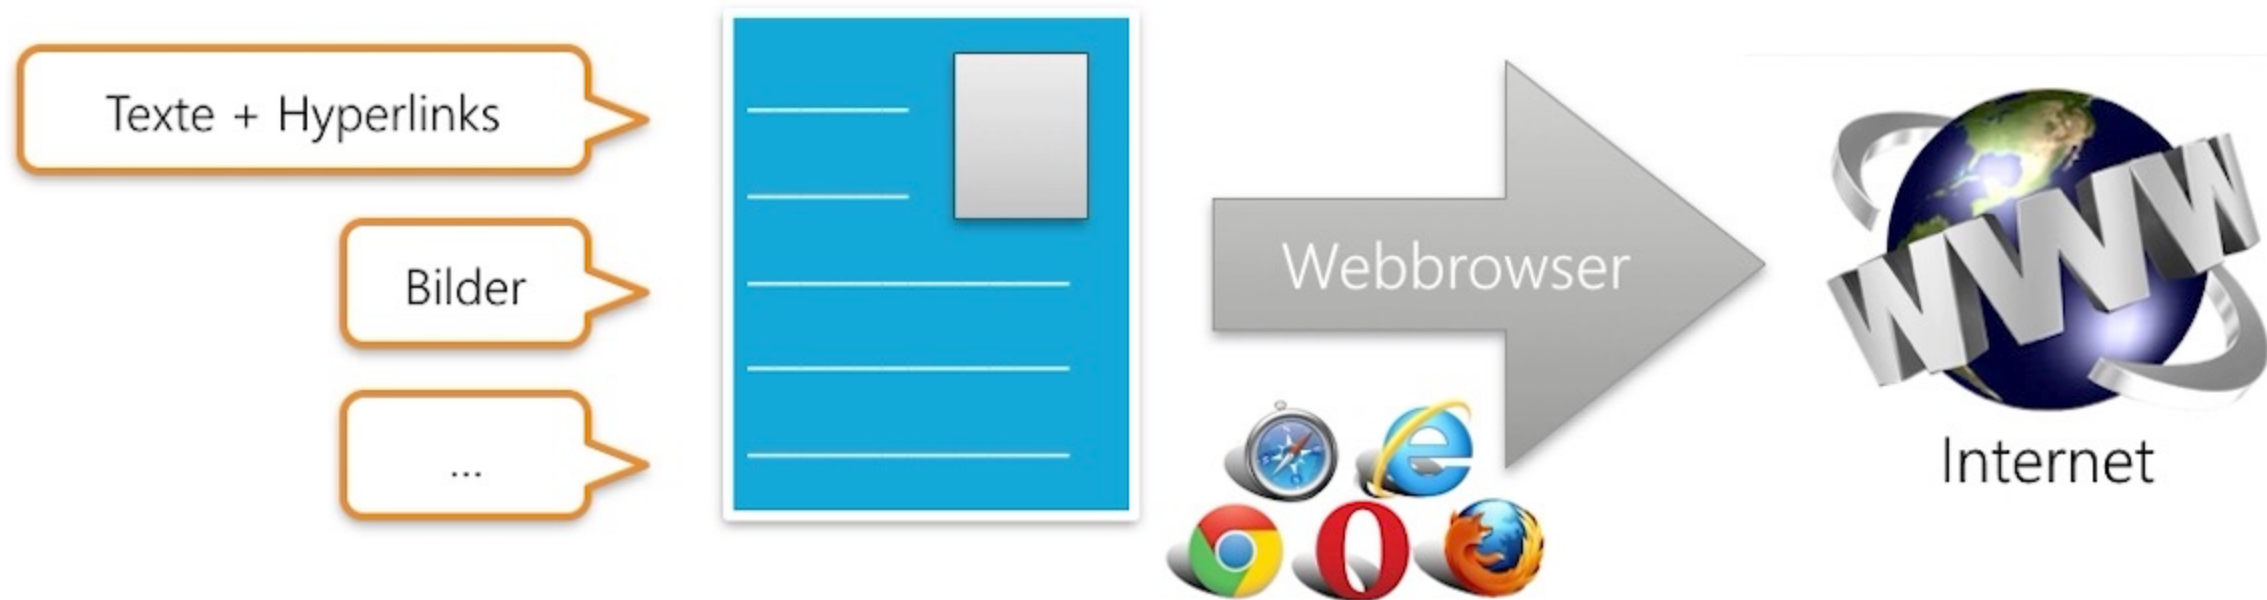 Texte + Hyperlinks
Bilder
...
Webbrowser
WWW
Internet